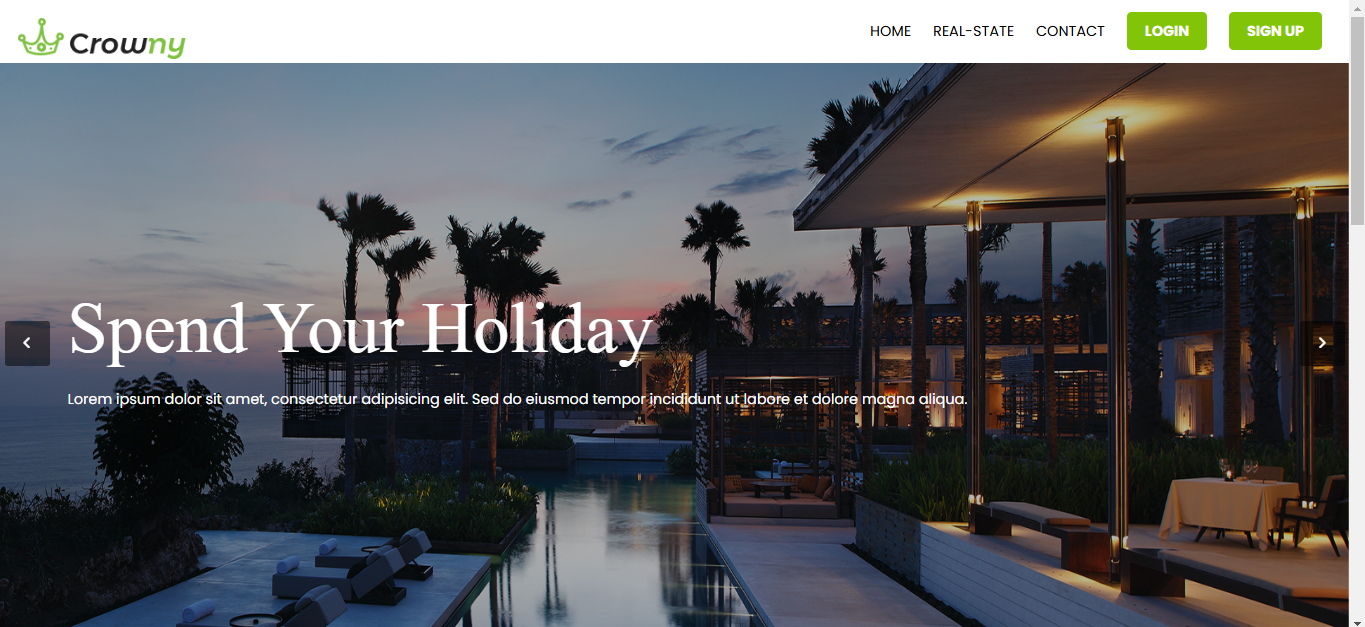 Crowny
HOME REAL-STATE CONTACT LOGIN SIGN UP
Spend Your Holiday
Lorem ipsum dolor sit amet, consectetur adipisicing elit. Sed do eiusmod tempor incididunt ut labore et dolore magna aliqua.